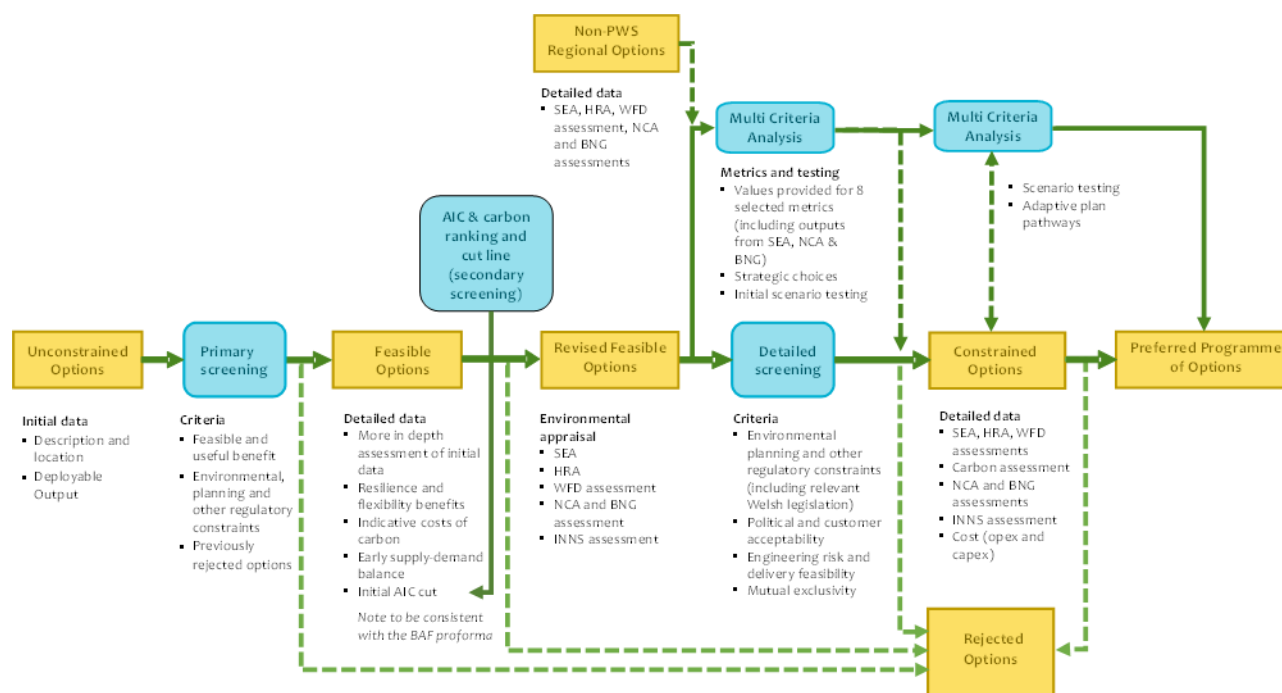 Non-PWS
Regional Options
Detailed data
▪ SEA, HRA, WFD
assessment, NCA
and BNG
assessments
Multi Criteria
Analysis
Metrics and testing
▪ Values provided for 8
selected metrics
(including outputs
from SEA, NCA &
BNG)
▪ Strategic choices
▪ Initial scenario testing
Multi Criteria
Analysis
▪ Scenario testing
▪ Adaptive plan
pathways
AIC & carbon
ranking and
cut line
(secondary
screening)
Unconstrained
Options
Initial data
▪ Description and
location
▪ Deployable
Output
Primary
screening
Criteria
▪ Feasible and
useful benefit
▪ Environmental,
planning and
other regulatory
constraints
▪ Previously
rejected options
Feasible
Options
Detailed data
▪ More in depth
assessment of initial
data
▪ Resilience and
flexibility benefits
▪ Indicative costs of
carbon
▪ Early supply-demand
balance
▪ Initial AIC cut
Note to be consistent
with the BAF proforma
Revised Feasible
Options
Environmental
appraisal
▪ SEA
▪ HRA
▪ WFD assessment
▪ NCA and BNG
assessment
▪ INNS assessment
Detailed
screening
Criteria
▪ Environmental
planning and other
regulatory constraints
(including relevant
Welsh legislation)
▪ Political and customer
acceptability
▪ Engineering risk and
delivery feasibility
▪ Mutual exclusivity
Constrained
Options
Detailed data
▪ SEA, HRA, WFD
assessments
▪ Carbon assessment
▪ NCA and BNG
assessments
▪ INNS assessment
▪ Cost (opex and
capex)
Preferred Programme
of Options
Rejected
Options